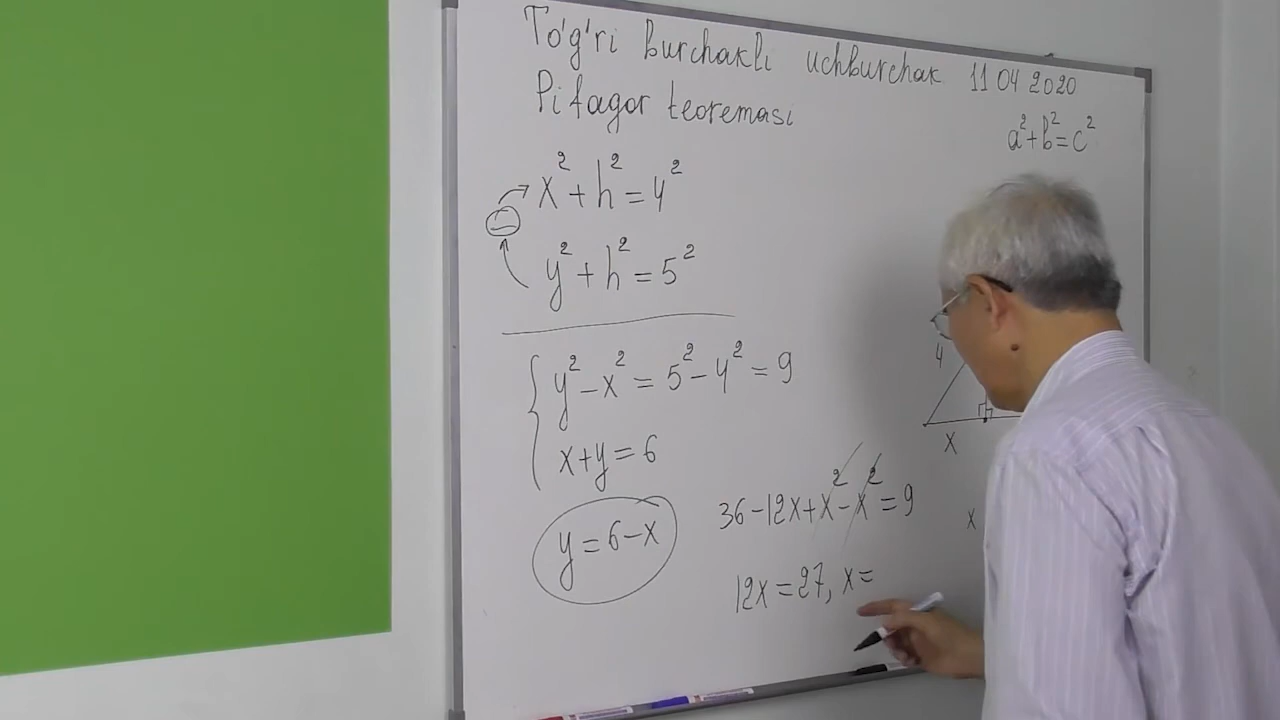 To'g'ri burchakli uchburchak 11 04 2020
Pifagor teoremasi
a²+b²=c²
x²+h²=4²
y²+h²=5²
y²-x²=5²-4²=9
x+y=6
y=6-x
36-12x+x²-x²=9
12x=27, x=
4
x
x